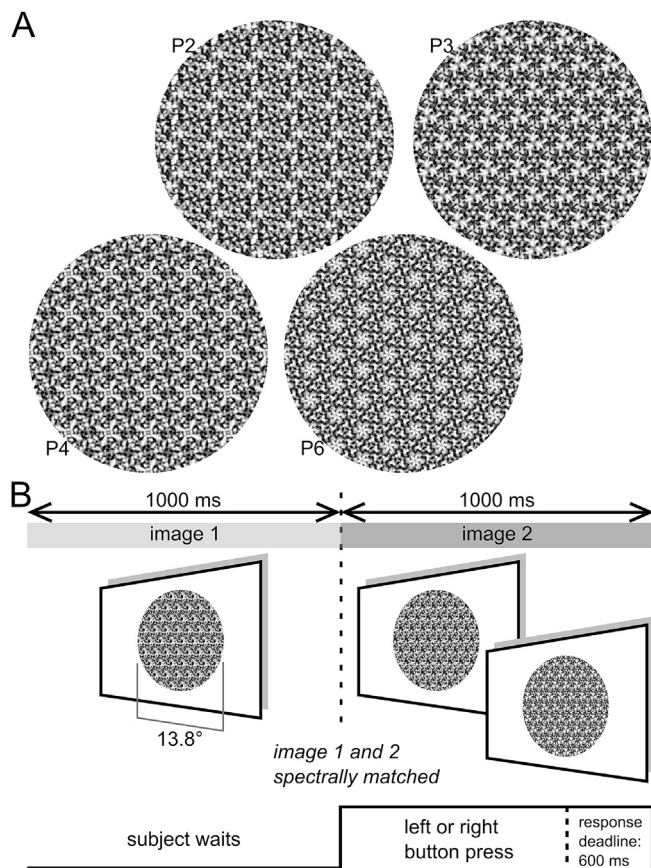 A
P2
P3
P4
P6
B
1000 ms
1000 ms
image 1
image 2
13.8°
image 1 and 2
spectrally matched
subject waits
left or right
button press
response
deadline:
600 ms